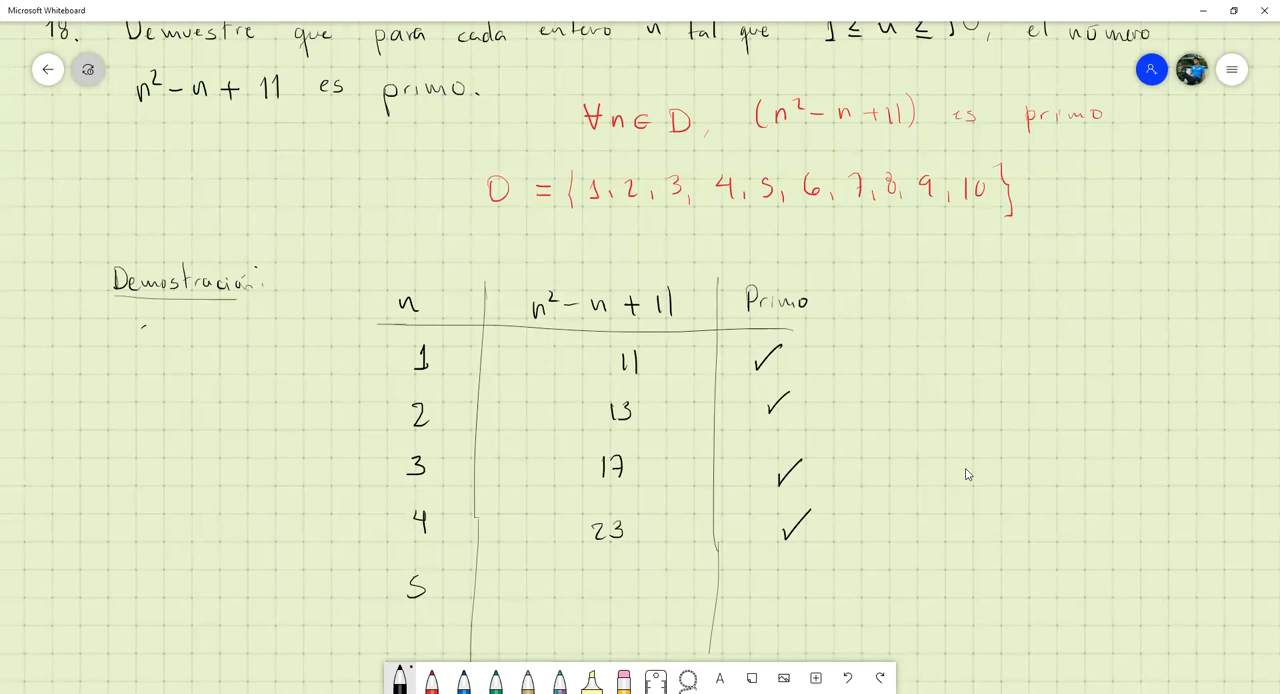 Microsoft Whiteboard
18. Demuestre que para cada entero n tal que 1 ≤ n ≤ 10, el número
n² - n + 11 es primo.
∀n ∈ D, (n² - n + 11) es primo
D = {1, 2, 3, 4, 5, 6, 7, 8, 9, 10}
Demostración:
n n² - n + 11 Primo
1 11 ✓
2 13 ✓
3 17 ✓
4 23 ✓
5
A